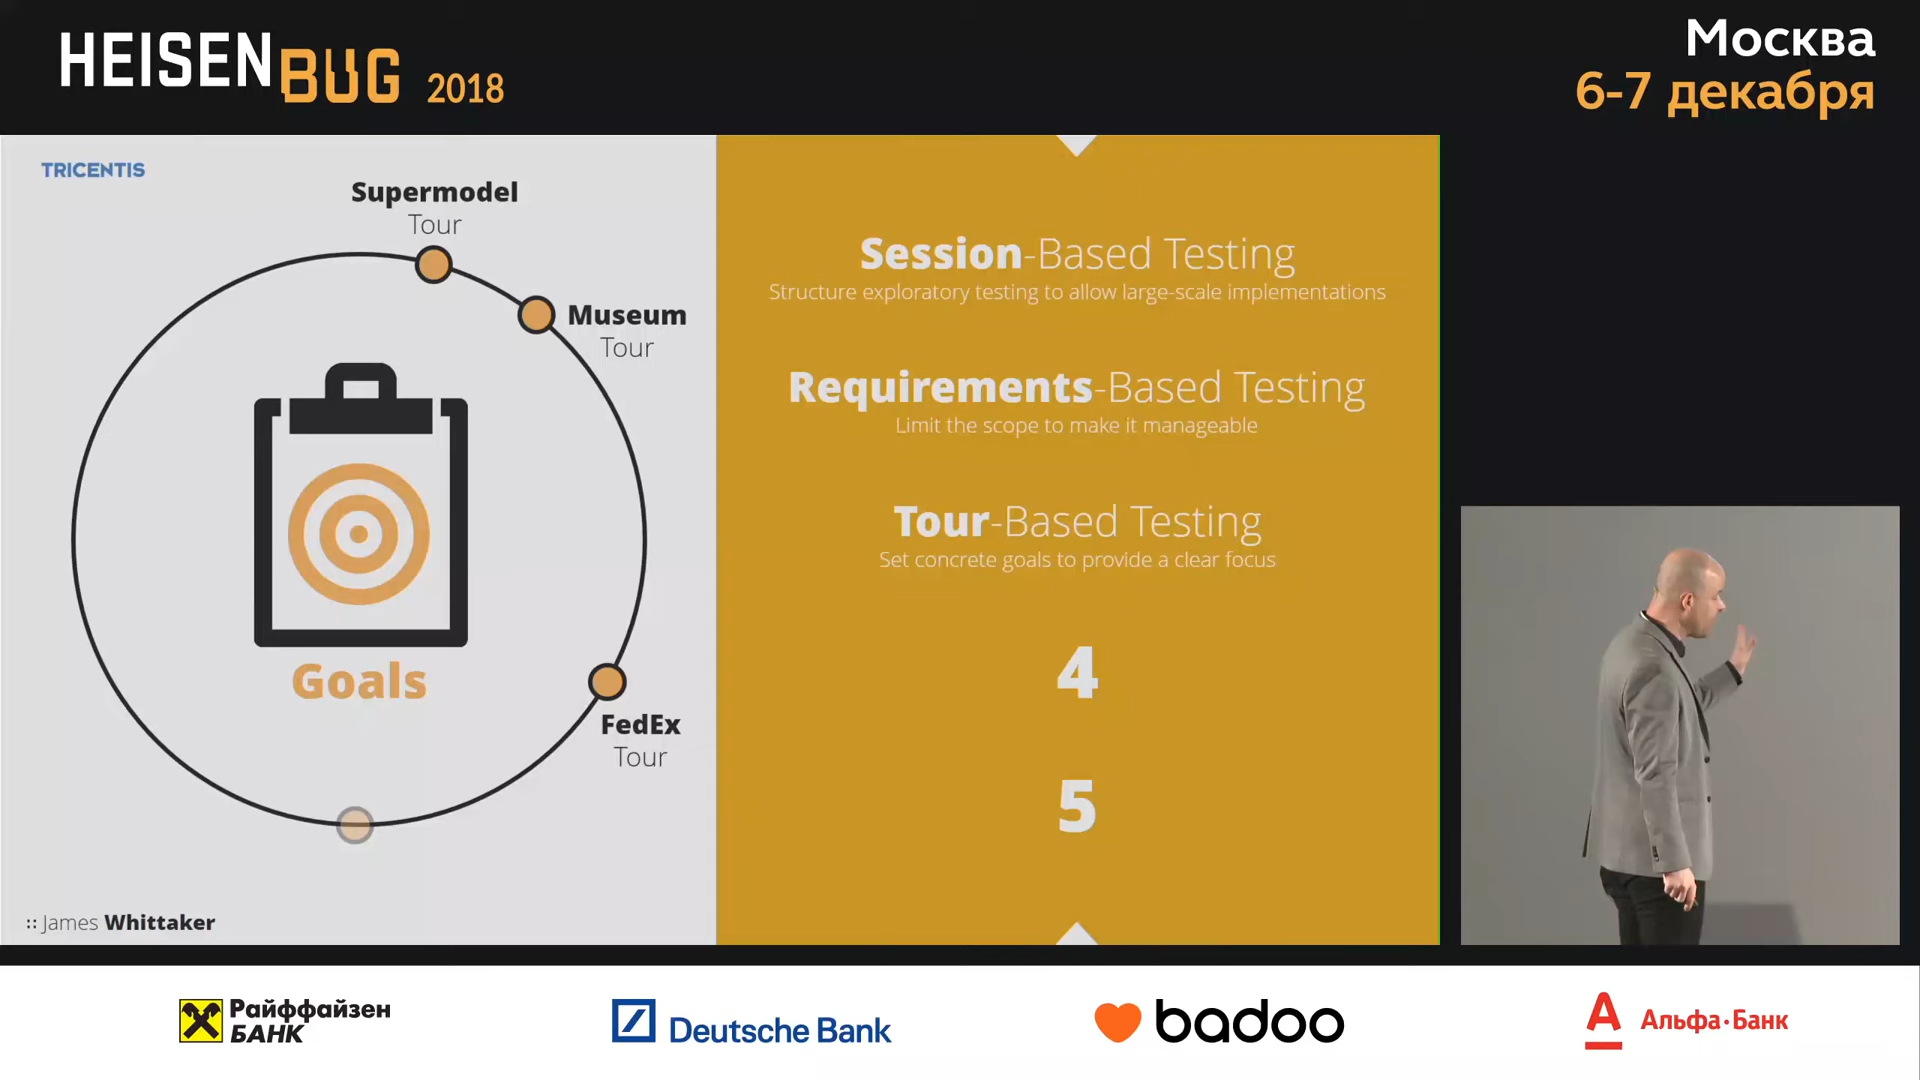 HEISENBUG 2018
Москва
6-7 декабря
TRICENTIS
Supermodel
Tour
Museum
Tour
Goals
FedEx
Tour
:: James Whittaker
Session-Based Testing
Structure exploratory testing to allow large-scale implementations
Requirements-Based Testing
Limit the scope to make it manageable
Tour-Based Testing
Set concrete goals to provide a clear focus
4
5
Райффайзен
БАНК
Deutsche Bank
badoo
Альфа·Банк